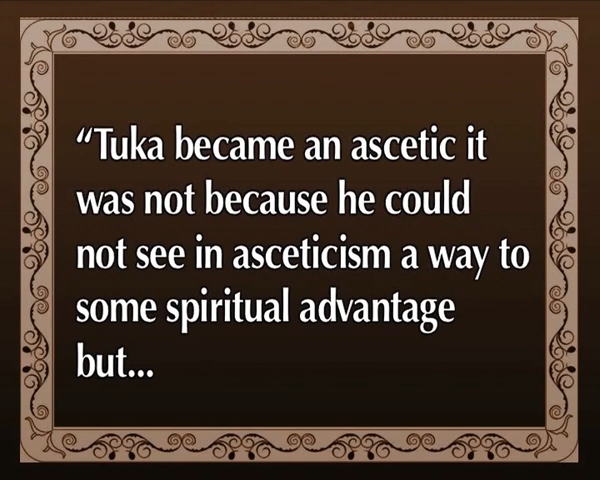 “Tuka became an ascetic it
was not because he could
not see in asceticism a way to
some spiritual advantage
but...